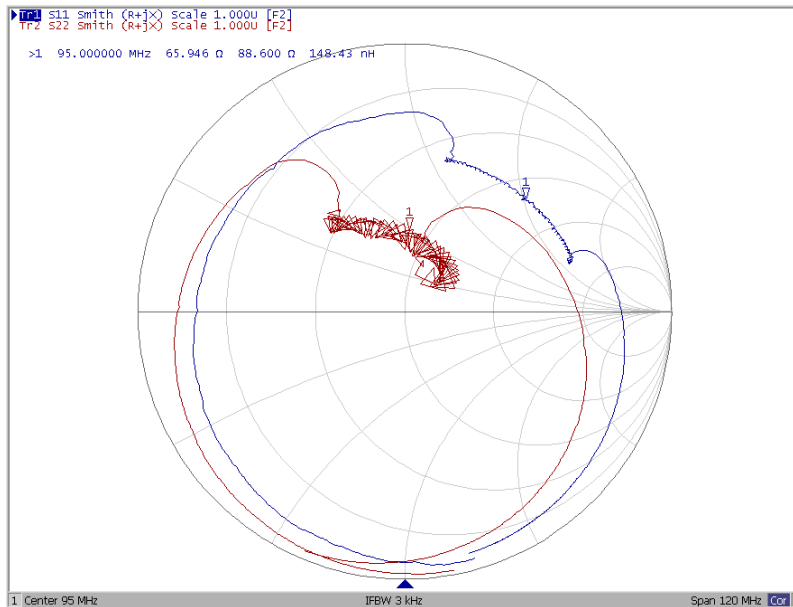 Tr1 S11 Smith (R+jX) Scale 1.000U [F2]
Tr2 S22 Smith (R+jX) Scale 1.000U [F2]
>1 95.000000 MHz 65.946 Ω 88.600 Ω 148.43 nH
1
1
1 Center 95 MHz IFBW 3 kHz Span 120 MHz Cor